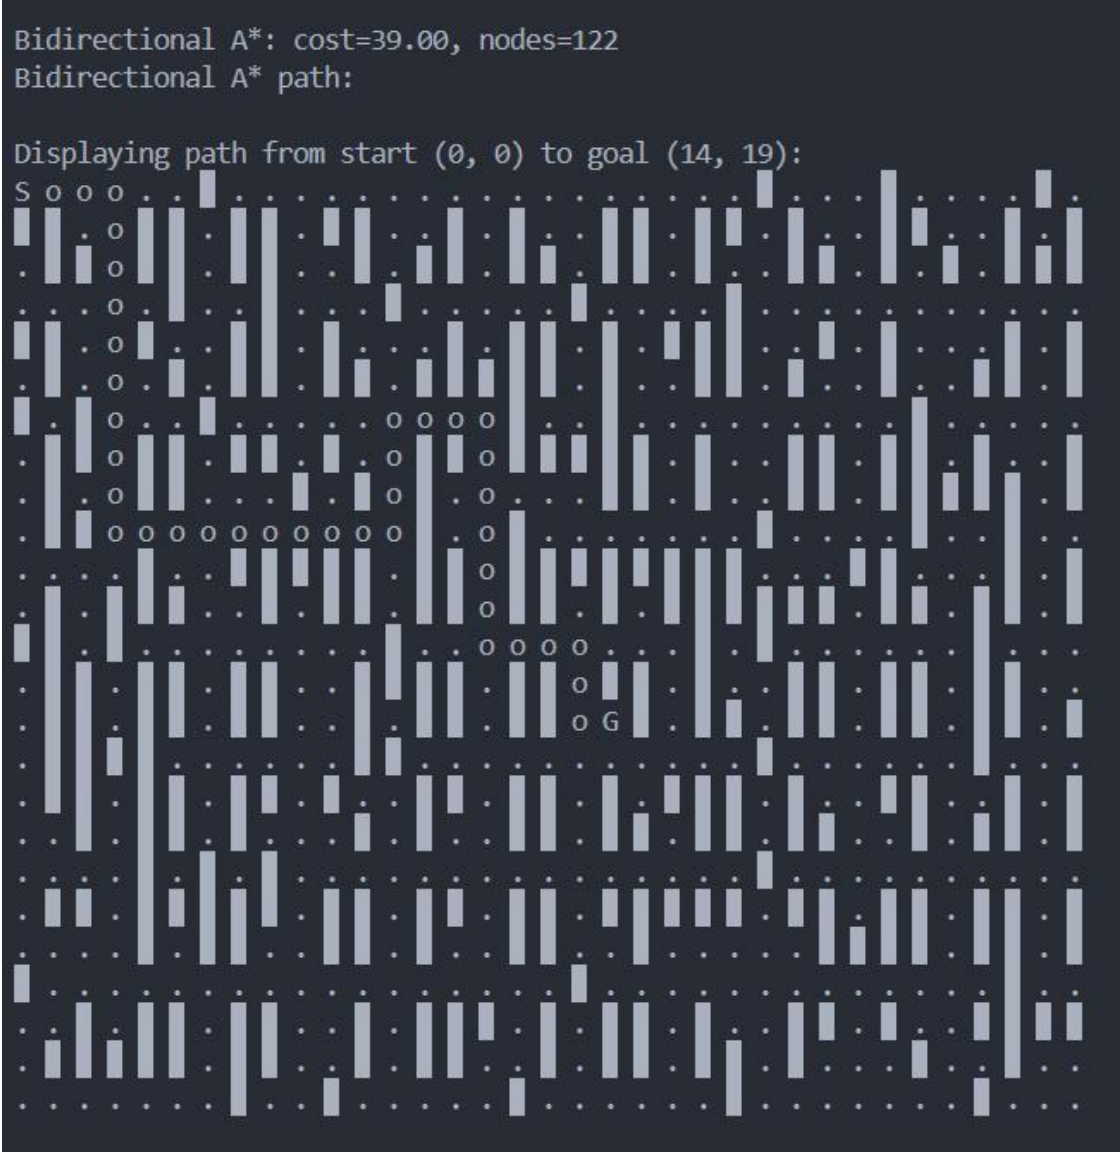 Bidirectional A*: cost=39.00, nodes=122
Bidirectional A* path:
Displaying path from start (0, 0) to goal (14, 19):
S o o o
o
o
o
o
o
o o o o o
o o o
o o o
o o o o o o o o o o o
o
o
o o o o
o
o G